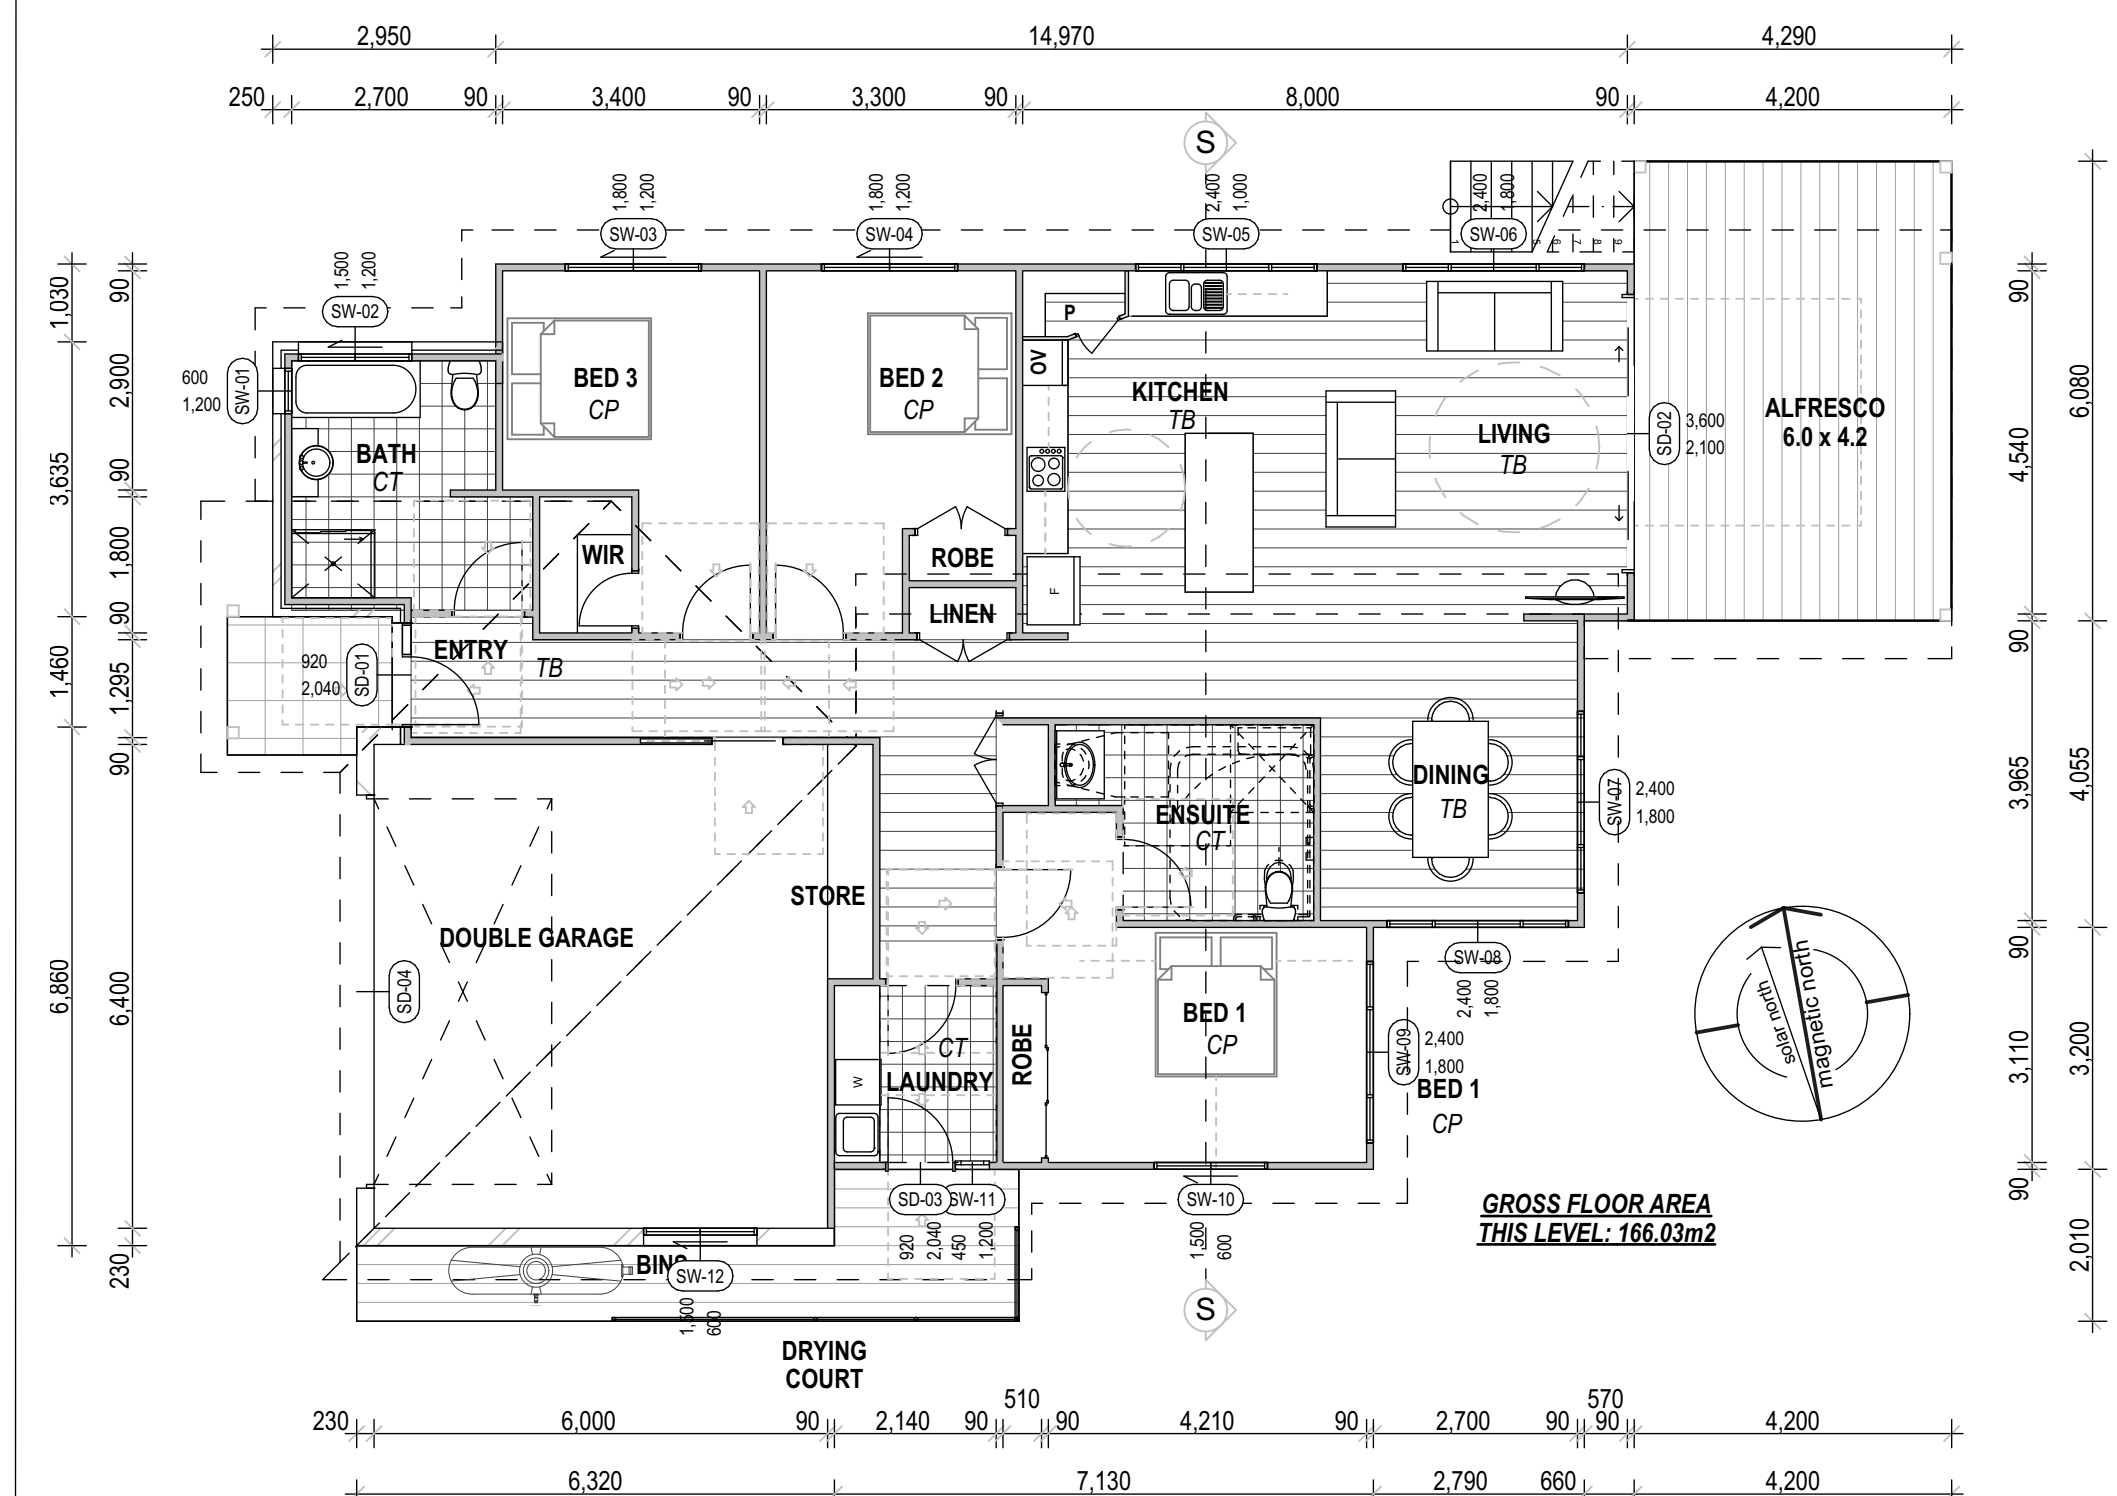 2,950 14,970 4,290
250 2,700 90 3,400 90 3,300 90 8,000 90 4,200
S
1,800 1,200
1,800 1,200
2,400 1,000
2,400 1,800
SW-03 SW-04 SW-05 SW-06
1,500 1,200
SW-02
600
1,200
SW-01
P
OV
BED 3
CP
BED 2
CP
KITCHEN
TB
LIVING
TB
SD-02
3,600
2,100
ALFRESCO
6.0 x 4.2
BATH
CT
WIR
ROBE
LINEN
F
ENTRY
TB
920
2,040
SD-01
DINING
TB
SW-07
2,400
1,800
ENSUITE
CT
STORE
DOUBLE GARAGE
SD-04
SW-08
2,400 1,800
BED 1
CP
ROBE
CT
LAUNDRY
W
SW-09
2,400
1,800
BED 1
CP
solar north
magnetic north
SD-03 SW-11
920 2,040 450 1,200
SW-10
1,500 600
GROSS FLOOR AREA
THIS LEVEL: 166.03m2
BINS
SW-12
1,500 600
S
DRYING
COURT
1,030 3,635 1,460 6,860
90 2,900 90 1,800 90 1,295 90 6,400 230
90 4,540 90 3,965 90 3,110 90
6,080 4,055 3,200 2,010
510 570
230 6,000 90 2,140 90 90 4,210 90 2,700 90 90 4,200
6,320 7,130 2,790 660 4,200